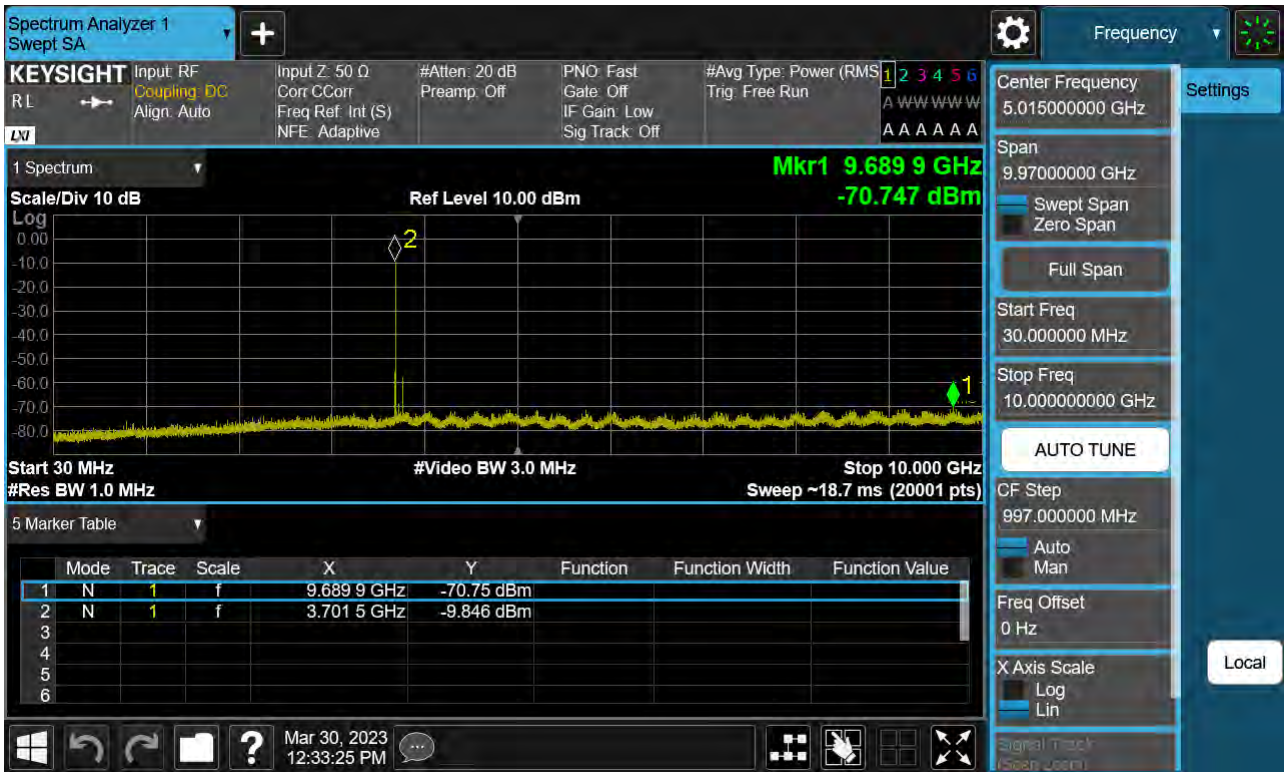 Spectrum Analyzer 1
Swept SA
Frequency
KEYSIGHT
RL
LXI
Input: RF
Coupling: DC
Align: Auto
Input Z: 50 Ω
Corr CCorr
Freq Ref: Int (S)
NFE: Adaptive
#Atten: 20 dB
Preamp: Off
PNO: Fast
Gate: Off
IF Gain: Low
Sig Track: Off
#Avg Type: Power (RMS
Trig: Free Run
1 2 3 4 5 6
A W W W W W
A A A A A A
1 Spectrum
Scale/Div 10 dB
Ref Level 10.00 dBm
Mkr1 9.689 9 GHz
-70.747 dBm
Log
0.00
-10.0
-20.0
-30.0
-40.0
-50.0
-60.0
-70.0
-80.0
2
1
Start 30 MHz
#Video BW 3.0 MHz
Stop 10.000 GHz
#Res BW 1.0 MHz
Sweep ~18.7 ms (20001 pts)
5 Marker Table
Mode Trace Scale X Y Function Function Width Function Value
1 N 1 f 9.689 9 GHz -70.75 dBm
2 N 1 f 3.701 5 GHz -9.846 dBm
3
4
5
6
Mar 30, 2023
12:33:25 PM
Center Frequency
5.015000000 GHz
Settings
Span
9.97000000 GHz
Swept Span
Zero Span
Full Span
Start Freq
30.000000 MHz
Stop Freq
10.000000000 GHz
AUTO TUNE
CF Step
997.000000 MHz
Auto
Man
Freq Offset
0 Hz
X Axis Scale
Log
Lin
Local
Signal Track
(Span Zoom)